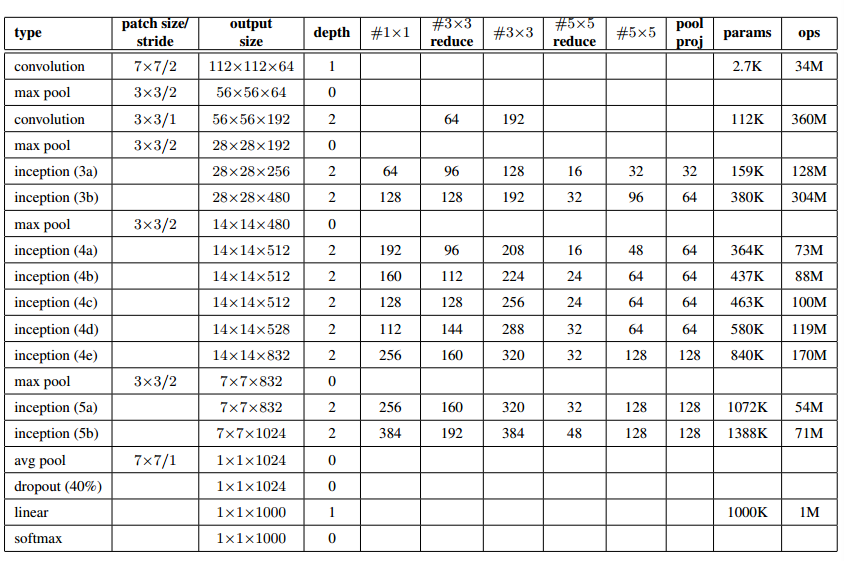 type patch size/ stride output size depth #1×1 #3×3 reduce #3×3 #5×5 reduce #5×5 pool proj params ops
convolution 7×7/2 112×112×64 1 2.7K 34M
max pool 3×3/2 56×56×64 0
convolution 3×3/1 56×56×192 2 64 192 112K 360M
max pool 3×3/2 28×28×192 0
inception (3a) 28×28×256 2 64 96 128 16 32 32 159K 128M
inception (3b) 28×28×480 2 128 128 192 32 96 64 380K 304M
max pool 3×3/2 14×14×480 0
inception (4a) 14×14×512 2 192 96 208 16 48 64 364K 73M
inception (4b) 14×14×512 2 160 112 224 24 64 64 437K 88M
inception (4c) 14×14×512 2 128 128 256 24 64 64 463K 100M
inception (4d) 14×14×528 2 112 144 288 32 64 64 580K 119M
inception (4e) 14×14×832 2 256 160 320 32 128 128 840K 170M
max pool 3×3/2 7×7×832 0
inception (5a) 7×7×832 2 256 160 320 32 128 128 1072K 54M
inception (5b) 7×7×1024 2 384 192 384 48 128 128 1388K 71M
avg pool 7×7/1 1×1×1024 0
dropout (40%) 1×1×1024 0
linear 1×1×1000 1 1000K 1M
softmax 1×1×1000 0